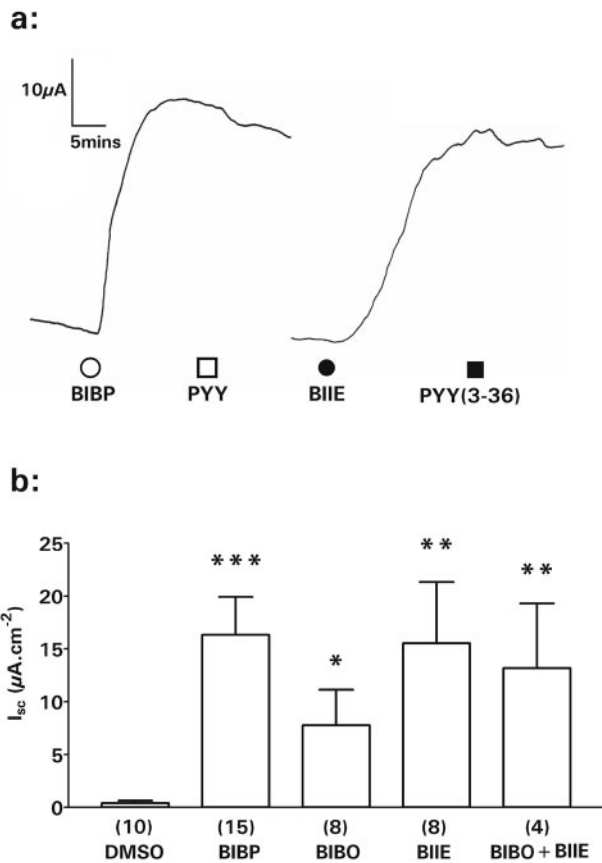 a:
10µA
5mins
BIBP PYY BIIE PYY(3-36)
b:
25
20
15
10
5
0
Isc (µA.cm-2)
*** * ** **
(10) (15) (8) (8) (4)
DMSO BIBP BIBO BIIE BIBO + BIIE